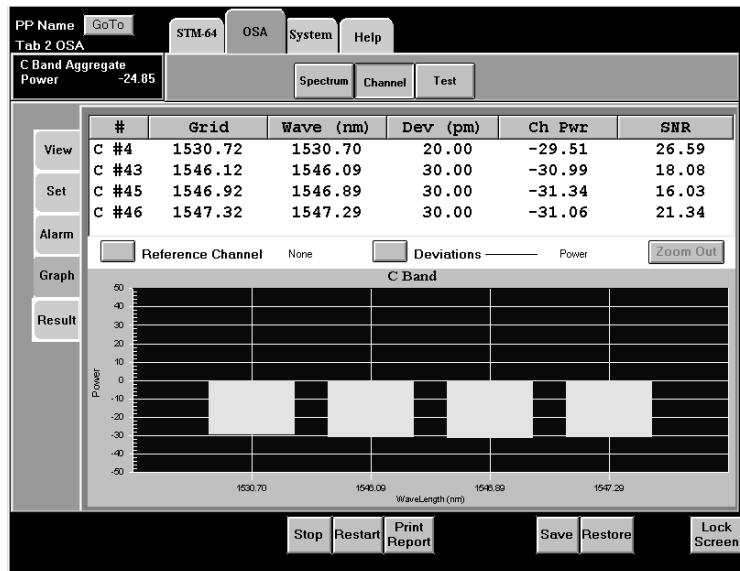 PP Name GoTo
Tab 2 OSA
STM-64 OSA System Help
C Band Aggregate
Power -24.85
Spectrum Channel Test
View
Set
Alarm
Graph
Result
# Grid Wave (nm) Dev (pm) Ch Pwr SNR
C #4 1530.72 1530.70 20.00 -29.51 26.59
C #43 1546.12 1546.09 30.00 -30.99 18.08
C #45 1546.92 1546.89 30.00 -31.34 16.03
C #46 1547.32 1547.29 30.00 -31.06 21.34
Reference Channel None Deviations Power Zoom Out
C Band
Power
50
40
30
20
10
0
-10
-20
-30
-40
-50
1530.70 1546.09 1546.89 1547.29
WaveLength (nm)
Stop Restart Print Report Save Restore Lock Screen